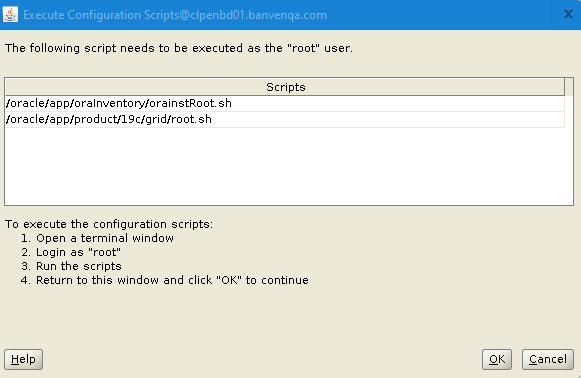 Execute Configuration Scripts@clpenbd01.banvenqa.com
The following script needs to be executed as the "root" user.
Scripts
/oracle/app/oraInventory/orainstRoot.sh
/oracle/app/product/19c/grid/root.sh
To execute the configuration scripts:
1. Open a terminal window
2. Login as "root"
3. Run the scripts
4. Return to this window and click "OK" to continue
Help
OK
Cancel